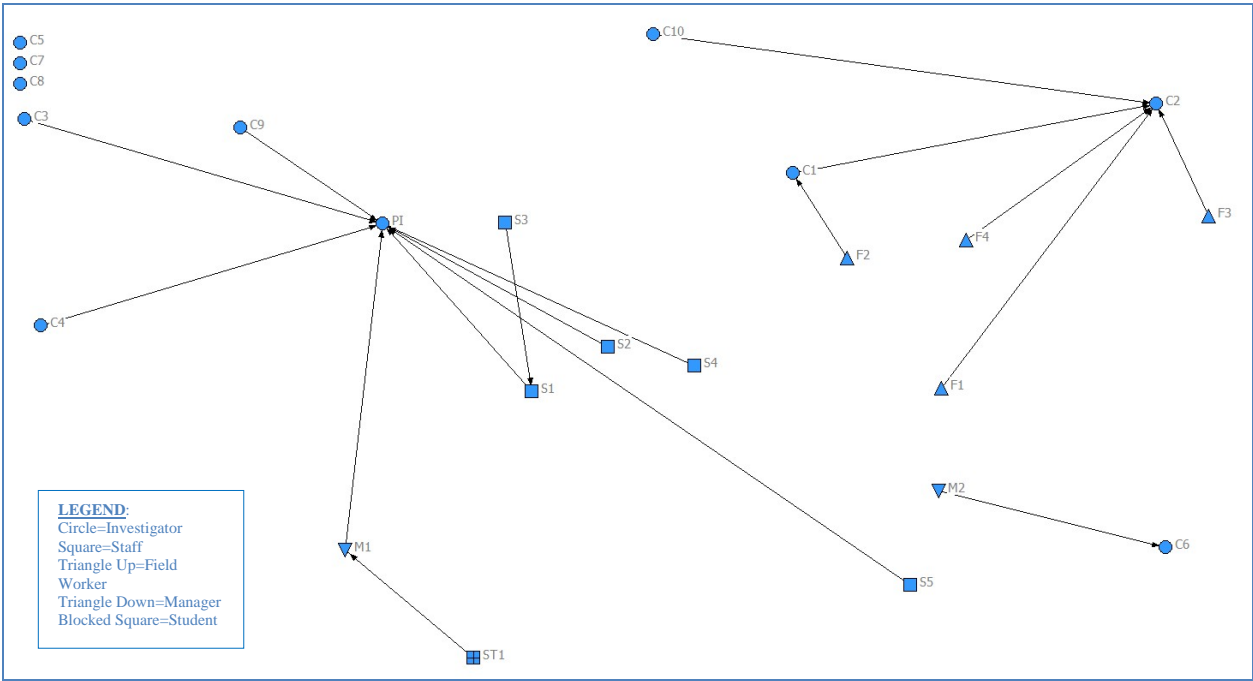 C5
C10
C7
C8
C2
C3
C9
C1
PI
S3
F3
F4
F2
C4
S2
S4
S1
F1
M2
C6
M1
S5
ST1
LEGEND:
Circle=Investigator
Square=Staff
Triangle Up=Field
Worker
Triangle Down=Manager
Blocked Square=Student